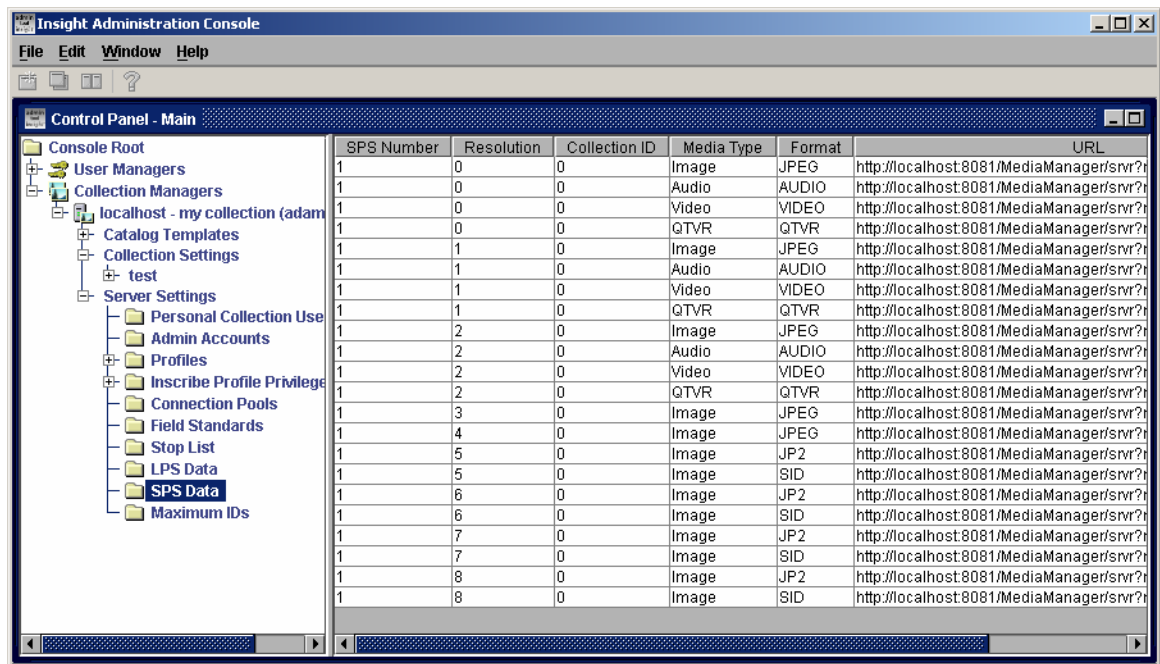 Insight Administration Console
File Edit Window Help
Control Panel - Main
Console Root
User Managers
Collection Managers
localhost - my collection (adam
Catalog Templates
Collection Settings
test
Server Settings
Personal Collection Use
Admin Accounts
Profiles
Inscribe Profile Privilege
Connection Pools
Field Standards
Stop List
LPS Data
SPS Data
Maximum IDs
SPS Number Resolution Collection ID Media Type Format URL
1 0 0 Image JPEG http://localhost:8081/MediaManager/srvr?r
1 0 0 Audio AUDIO http://localhost:8081/MediaManager/srvr?r
1 0 0 Video VIDEO http://localhost:8081/MediaManager/srvr?r
1 0 0 QTVR QTVR http://localhost:8081/MediaManager/srvr?r
1 1 0 Image JPEG http://localhost:8081/MediaManager/srvr?r
1 1 0 Audio AUDIO http://localhost:8081/MediaManager/srvr?r
1 1 0 Video VIDEO http://localhost:8081/MediaManager/srvr?r
1 1 0 QTVR QTVR http://localhost:8081/MediaManager/srvr?r
1 2 0 Image JPEG http://localhost:8081/MediaManager/srvr?r
1 2 0 Audio AUDIO http://localhost:8081/MediaManager/srvr?r
1 2 0 Video VIDEO http://localhost:8081/MediaManager/srvr?r
1 2 0 QTVR QTVR http://localhost:8081/MediaManager/srvr?r
1 3 0 Image JPEG http://localhost:8081/MediaManager/srvr?r
1 4 0 Image JPEG http://localhost:8081/MediaManager/srvr?r
1 5 0 Image JP2 http://localhost:8081/MediaManager/srvr?r
1 5 0 Image SID http://localhost:8081/MediaManager/srvr?r
1 6 0 Image JP2 http://localhost:8081/MediaManager/srvr?r
1 6 0 Image SID http://localhost:8081/MediaManager/srvr?r
1 7 0 Image JP2 http://localhost:8081/MediaManager/srvr?r
1 7 0 Image SID http://localhost:8081/MediaManager/srvr?r
1 8 0 Image JP2 http://localhost:8081/MediaManager/srvr?r
1 8 0 Image SID http://localhost:8081/MediaManager/srvr?r